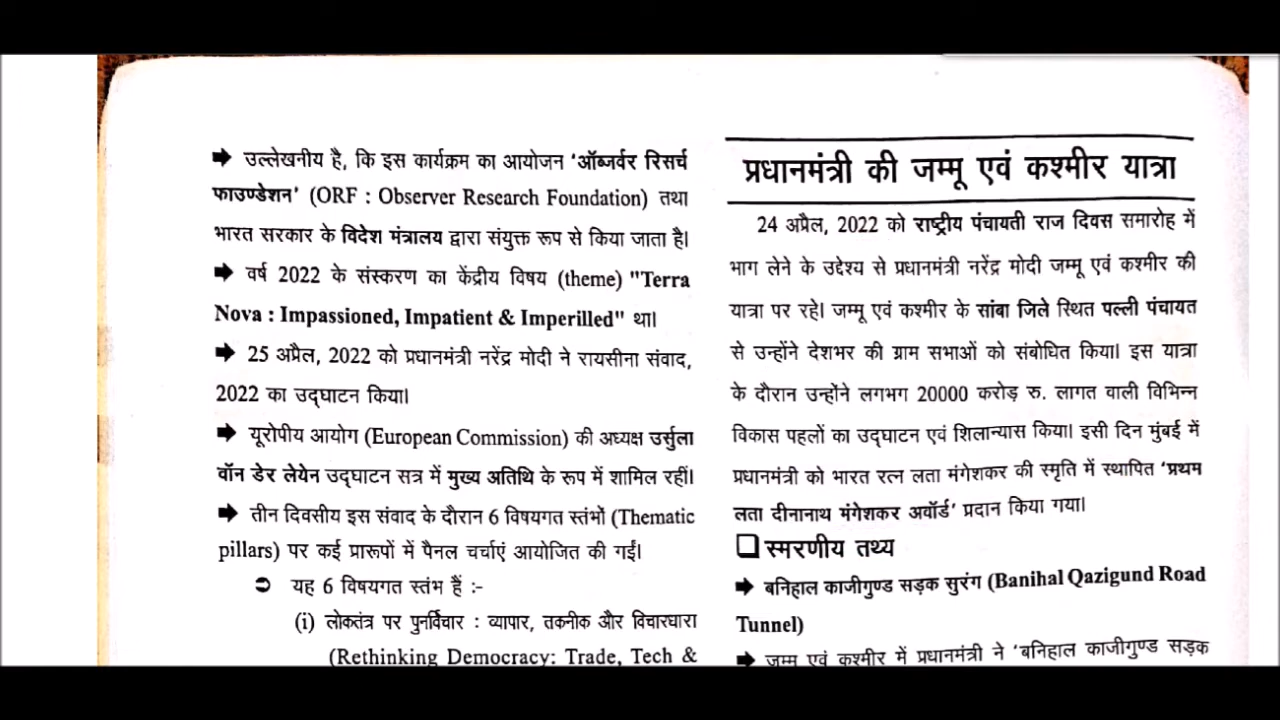 ➡ उल्लेखनीय है, कि इस कार्यक्रम का आयोजन 'ऑब्जर्वर रिसर्च
फाउण्डेशन' (ORF : Observer Research Foundation) तथा
भारत सरकार के विदेश मंत्रालय द्वारा संयुक्त रूप से किया जाता है।
➡ वर्ष 2022 के संस्करण का केंद्रीय विषय (theme) "Terra
Nova : Impassioned, Impatient & Imperilled" था।
➡ 25 अप्रैल, 2022 को प्रधानमंत्री नरेंद्र मोदी ने रायसीना संवाद,
2022 का उद्घाटन किया।
➡ यूरोपीय आयोग (European Commission) की अध्यक्ष उर्सुला
वॉन डेर लेयेन उद्घाटन सत्र में मुख्य अतिथि के रूप में शामिल रहीं।
➡ तीन दिवसीय इस संवाद के दौरान 6 विषयगत स्तंभों (Thematic
pillars) पर कई प्रारूपों में पैनल चर्चाएं आयोजित की गईं।
➲ यह 6 विषयगत स्तंभ हैं :-
(i) लोकतंत्र पर पुनर्विचार : व्यापार, तकनीक और विचारधारा
(Rethinking Democracy: Trade, Tech &
प्रधानमंत्री की जम्मू एवं कश्मीर यात्रा
24 अप्रैल, 2022 को राष्ट्रीय पंचायती राज दिवस समारोह में
भाग लेने के उद्देश्य से प्रधानमंत्री नरेंद्र मोदी जम्मू एवं कश्मीर की
यात्रा पर रहे। जम्मू एवं कश्मीर के सांबा जिले स्थित पल्ली पंचायत
से उन्होंने देशभर की ग्राम सभाओं को संबोधित किया। इस यात्रा
के दौरान उन्होंने लगभग 20000 करोड़ रु. लागत वाली विभिन्न
विकास पहलों का उद्घाटन एवं शिलान्यास किया। इसी दिन मुंबई में
प्रधानमंत्री को भारत रत्न लता मंगेशकर की स्मृति में स्थापित 'प्रथम
लता दीनानाथ मंगेशकर अवॉर्ड' प्रदान किया गया।
❑ स्मरणीय तथ्य
➡ बनिहाल काजीगुण्ड सड़क सुरंग (Banihal Qazigund Road
Tunnel)
➡ जम्मू एवं कश्मीर में प्रधानमंत्री ने 'बनिहाल काजीगुण्ड सड़क